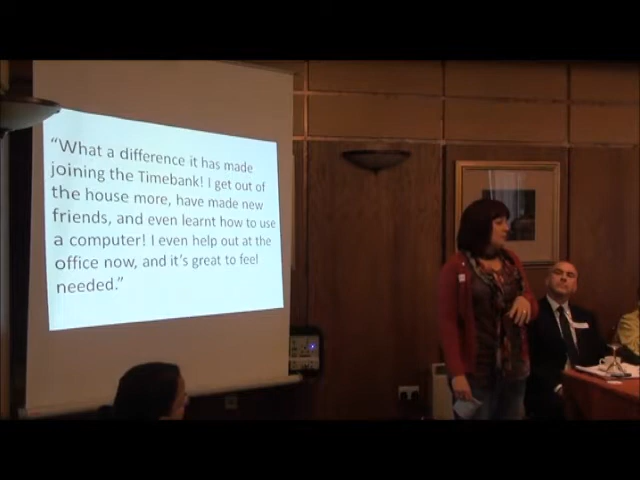 “What a difference it has made
joining the Timebank! I get out of
the house more, have made new
friends, and even learnt how to use
a computer! I even help out at the
office now, and it’s great to feel
needed.”